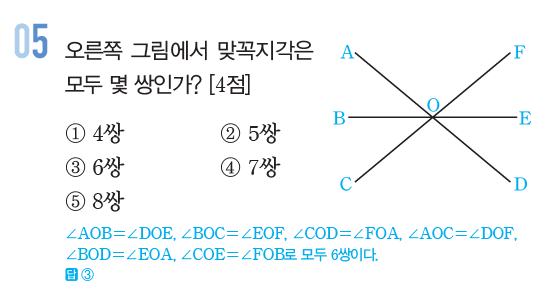 05 오른쪽 그림에서 맞꼭지각은
모두 몇 쌍인가? [4점]
① 4쌍 ② 5쌍
③ 6쌍 ④ 7쌍
⑤ 8쌍
A F
O
B E
C D
∠AOB=∠DOE, ∠BOC=∠EOF, ∠COD=∠FOA, ∠AOC=∠DOF,
∠BOD=∠EOA, ∠COE=∠FOB로 모두 6쌍이다.
답 ③